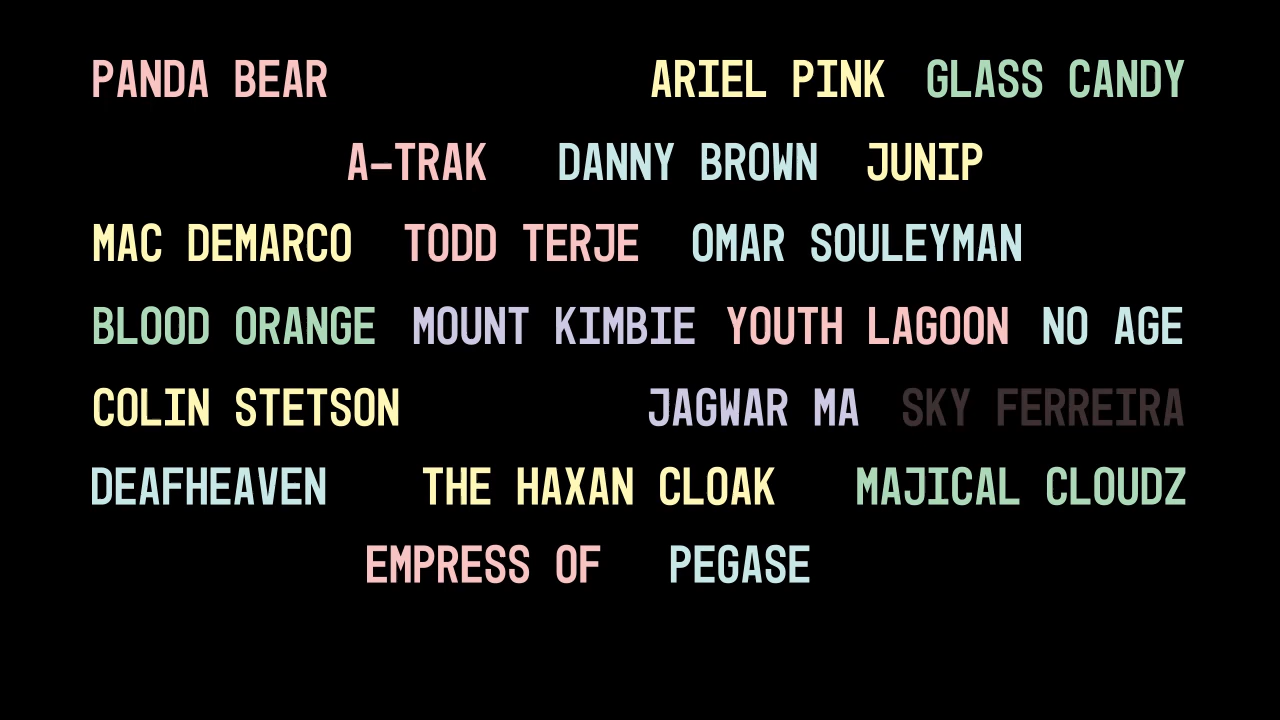 PANDA BEAR ARIEL PINK GLASS CANDY
A-TRAK DANNY BROWN JUNIP
MAC DEMARCO TODD TERJE OMAR SOULEYMAN
BLOOD ORANGE MOUNT KIMBIE YOUTH LAGOON NO AGE
COLIN STETSON JAGWAR MA SKY FERREIRA
DEAFHEAVEN THE HAXAN CLOAK MAJICAL CLOUDZ
EMPRESS OF PEGASE